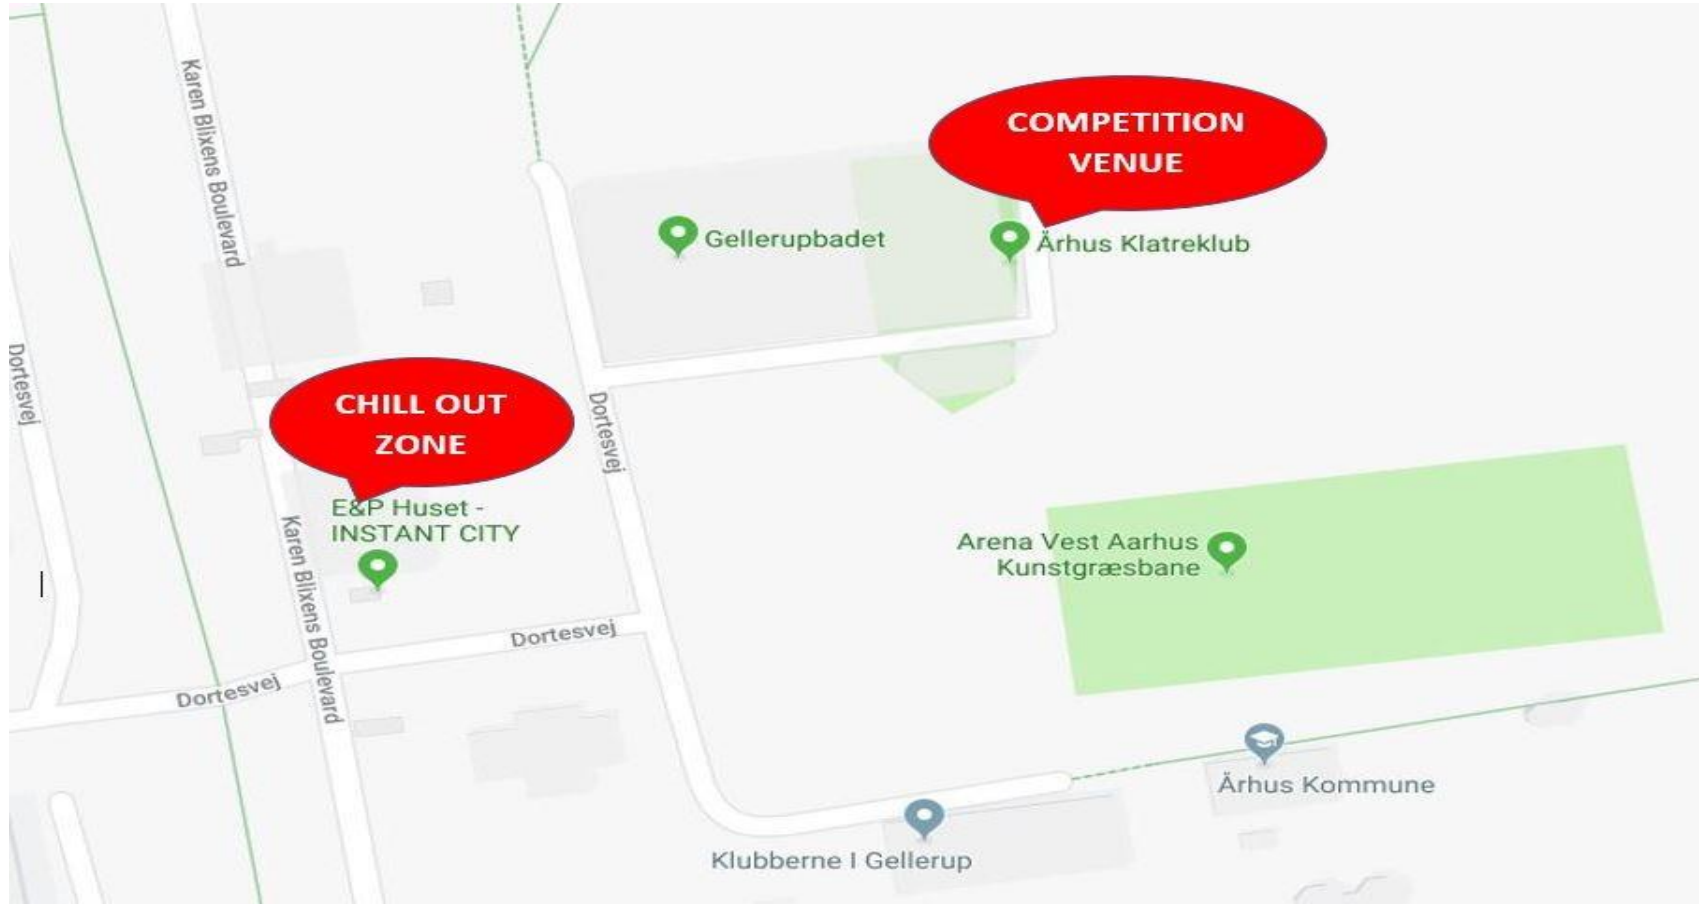 Karen Blixens Boulevard
COMPETITION
VENUE
Gellerupbadet
Århus Klatreklub
Dortesvej
CHILL OUT
ZONE
Dortesvej
E&P Huset -
INSTANT CITY
Karen Blixens Boulevard
Arena Vest Aarhus
Kunstgræsbane
Dortesvej
Dortesvej
Århus Kommune
Klubberne I Gellerup